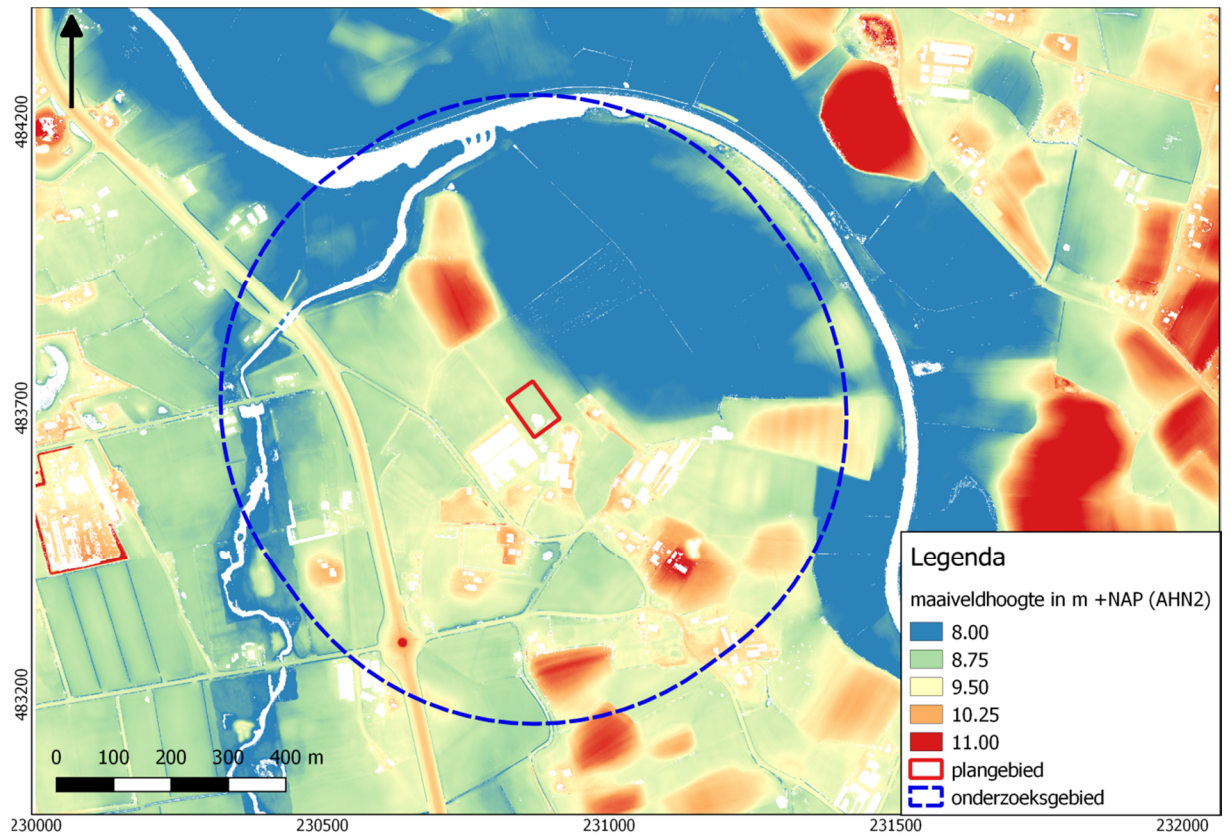 484200
483700
483200
0 100 200 300 400 m
Legenda
maaiveldhoogte in m +NAP (AHN2)
8.00
8.75
9.50
10.25
11.00
plangebied
onderzoeksgebied
230000 230500 231000 231500 232000